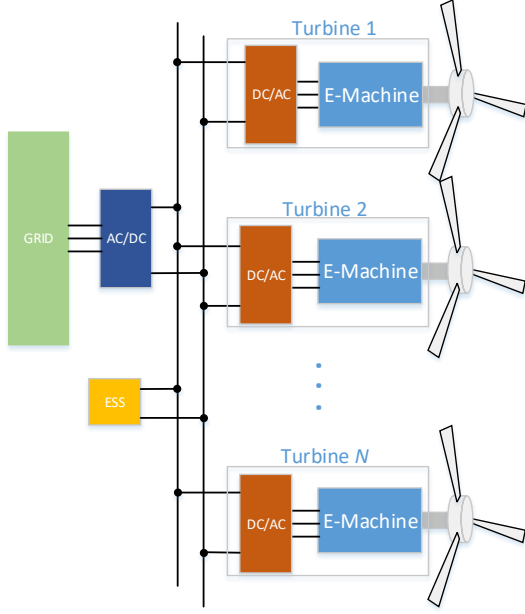 Turbine 1
DC/AC
E-Machine
GRID
AC/DC
Turbine 2
DC/AC
E-Machine
ESS
Turbine N
DC/AC
E-Machine